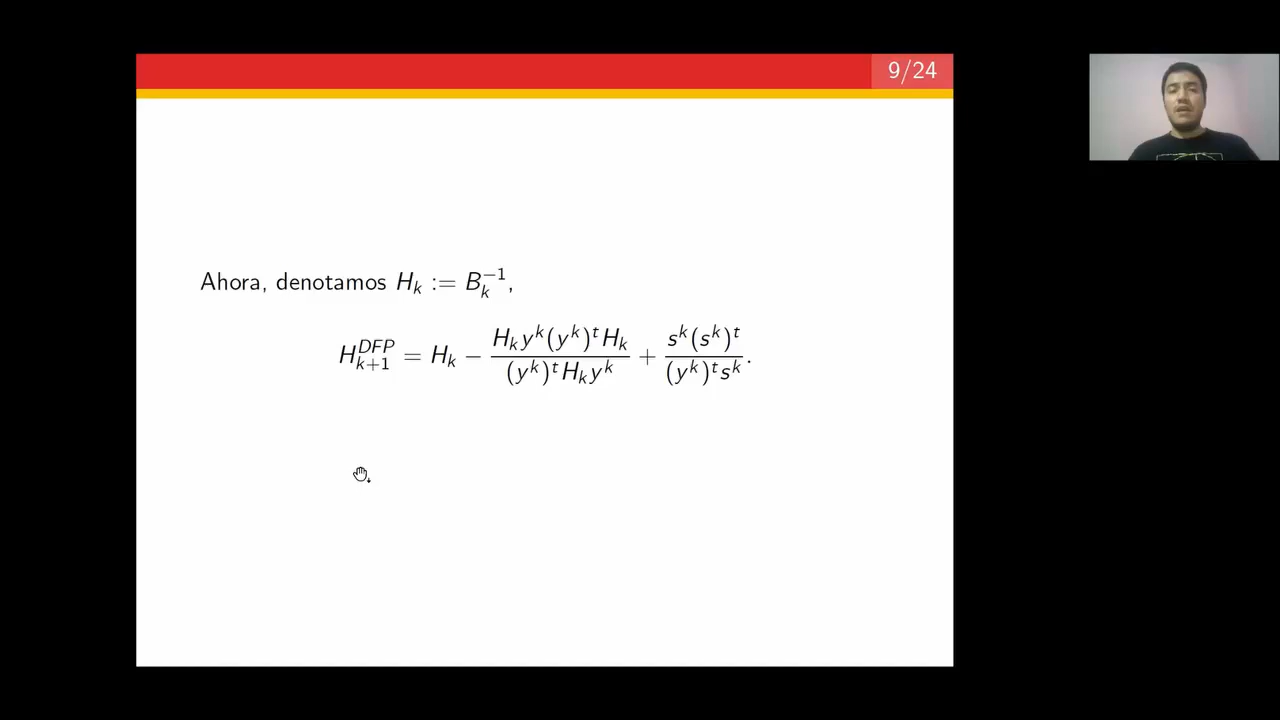 9/24
Ahora, denotamos $H_k := B_k^{-1}$,
$H_{k+1}^{DFP} = H_k - \frac{H_k y^k (y^k)^t H_k}{(y^k)^t H_k y^k} + \frac{s^k (s^k)^t}{(y^k)^t s^k}.$